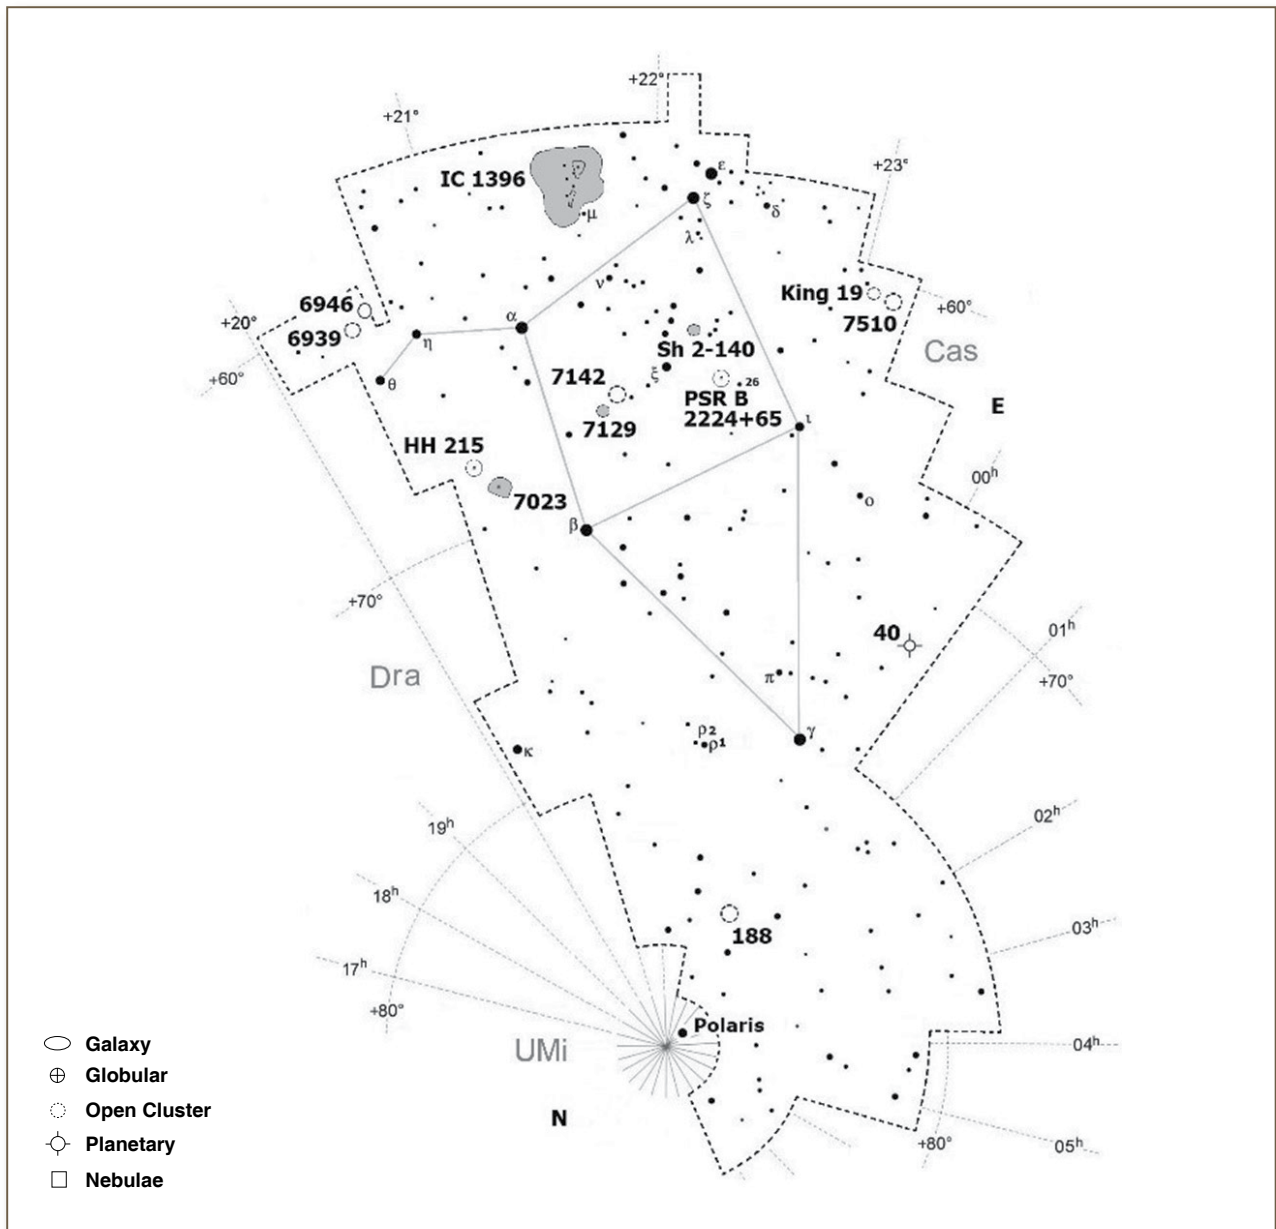 +22°
+21°
ε
+23°
IC 1396
ζ
μ
δ
λ
ν
King 19
6946
+60°
7510
+20°
α
6939
η
Sh 2-140
Cas
ξ
7142
26
+60°
θ
PSR B
2224+65
E
7129
ι
HH 215
00h
7023
ο
β
+70°
01h
40
Dra
π
+70°
ρ2
γ
ρ1
κ
02h
19h
18h
03h
188
17h
+80°
Polaris
UMi
04h
Galaxy
Globular
N
Open Cluster
+80°
05h
Planetary
Nebulae